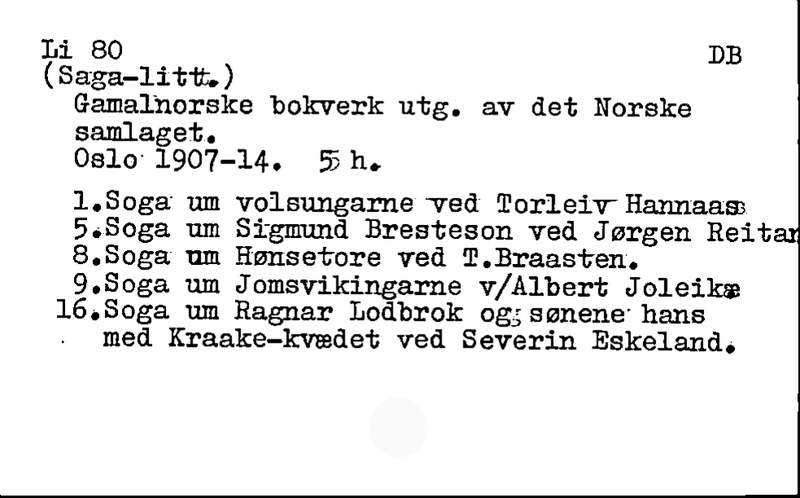 Li 80 DB
(Saga-litt.)
Gamalnorske bokverk utg. av det Norske
samlaget.
Oslo 1907-14. 5 h.
1.Soga um volsungarne ved Torleiv Hannaas
5.Soga um Sigmund Bresteson ved Jørgen Reitan
8.Soga um Hønsetore ved T.Braasten.
9.Soga um Jomsvikingarne v/Albert Joleik
16.Soga um Ragnar Lodbrok og sønene hans
med Kraake-kvædet ved Severin Eskeland.